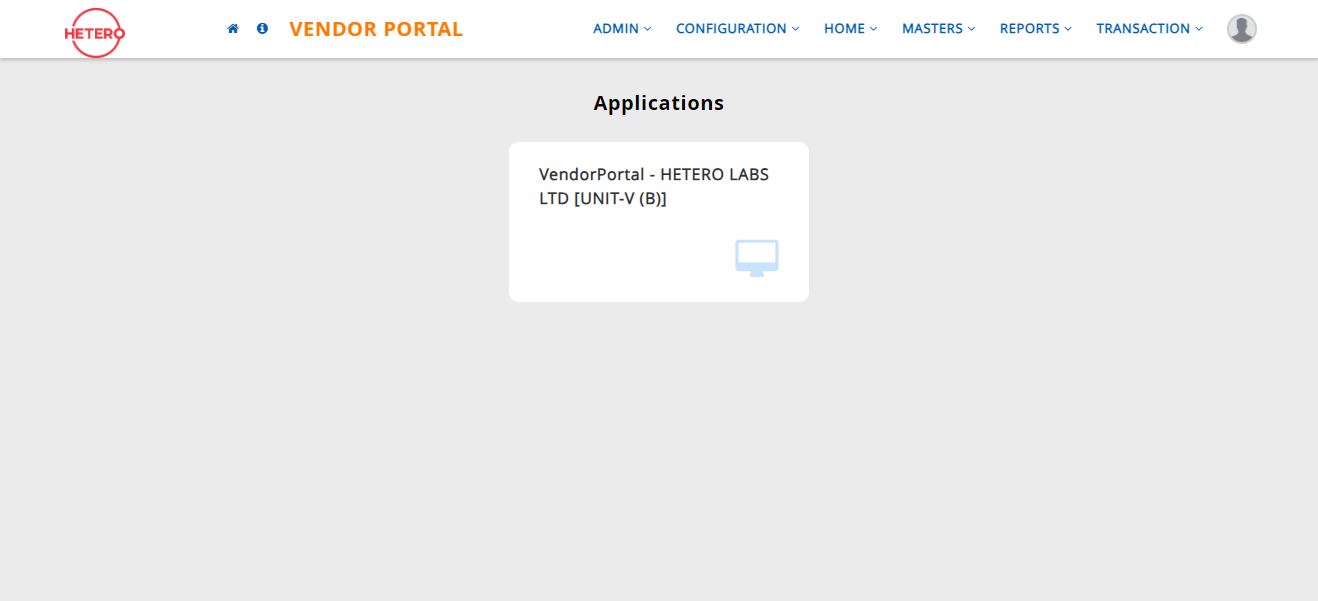 HETERO
VENDOR PORTAL
ADMIN
CONFIGURATION
HOME
MASTERS
REPORTS
TRANSACTION
Applications
VendorPortal - HETERO LABS
LTD [UNIT-V (B)]